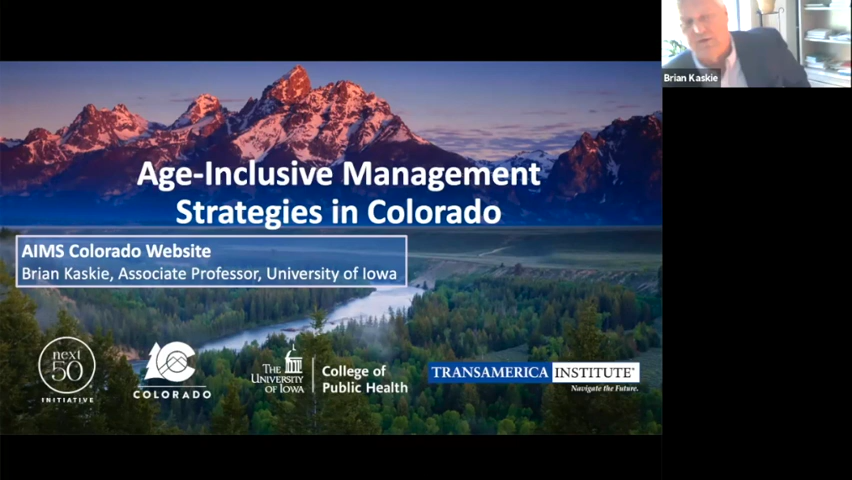 Brian Kaskie
Age-Inclusive Management
Strategies in Colorado
AIMS Colorado Website
Brian Kaskie, Associate Professor, University of Iowa
next
50
INITIATIVE
COLORADO
THE
UNIVERSITY
OF IOWA
College of
Public Health
TRANSAMERICA INSTITUTE®
Navigate the Future.